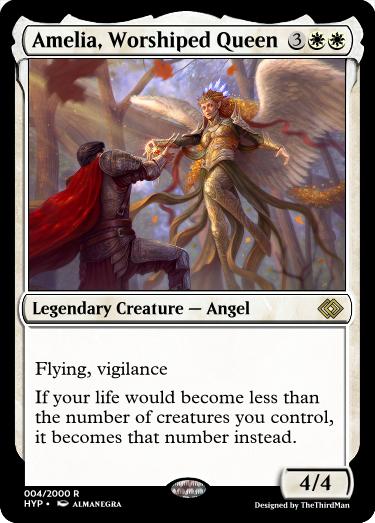 Amelia, Worshiped Queen 3
Legendary Creature — Angel
Flying, vigilance
If your life would become less than
the number of creatures you control,
it becomes that number instead.
4/4
004/2000 R
HYP • ALMANEGRA
Designed by TheThirdMan